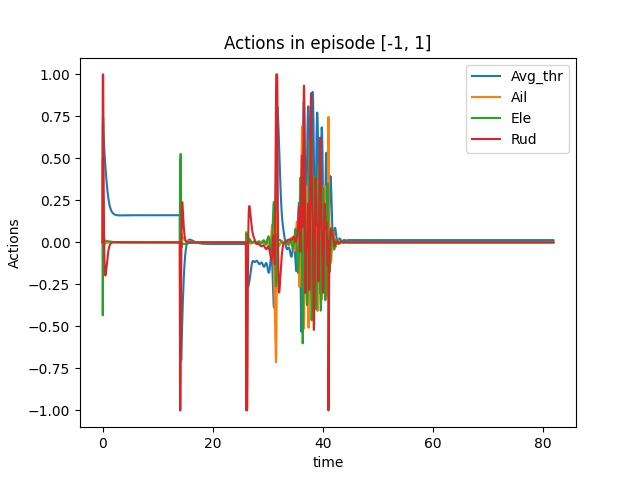 Actions in episode [-1, 1]
Avg_thr
Ail
Ele
Rud
1.00
0.75
0.50
0.25
0.00
−0.25
−0.50
−0.75
−1.00
Actions
0 20 40 60 80
time